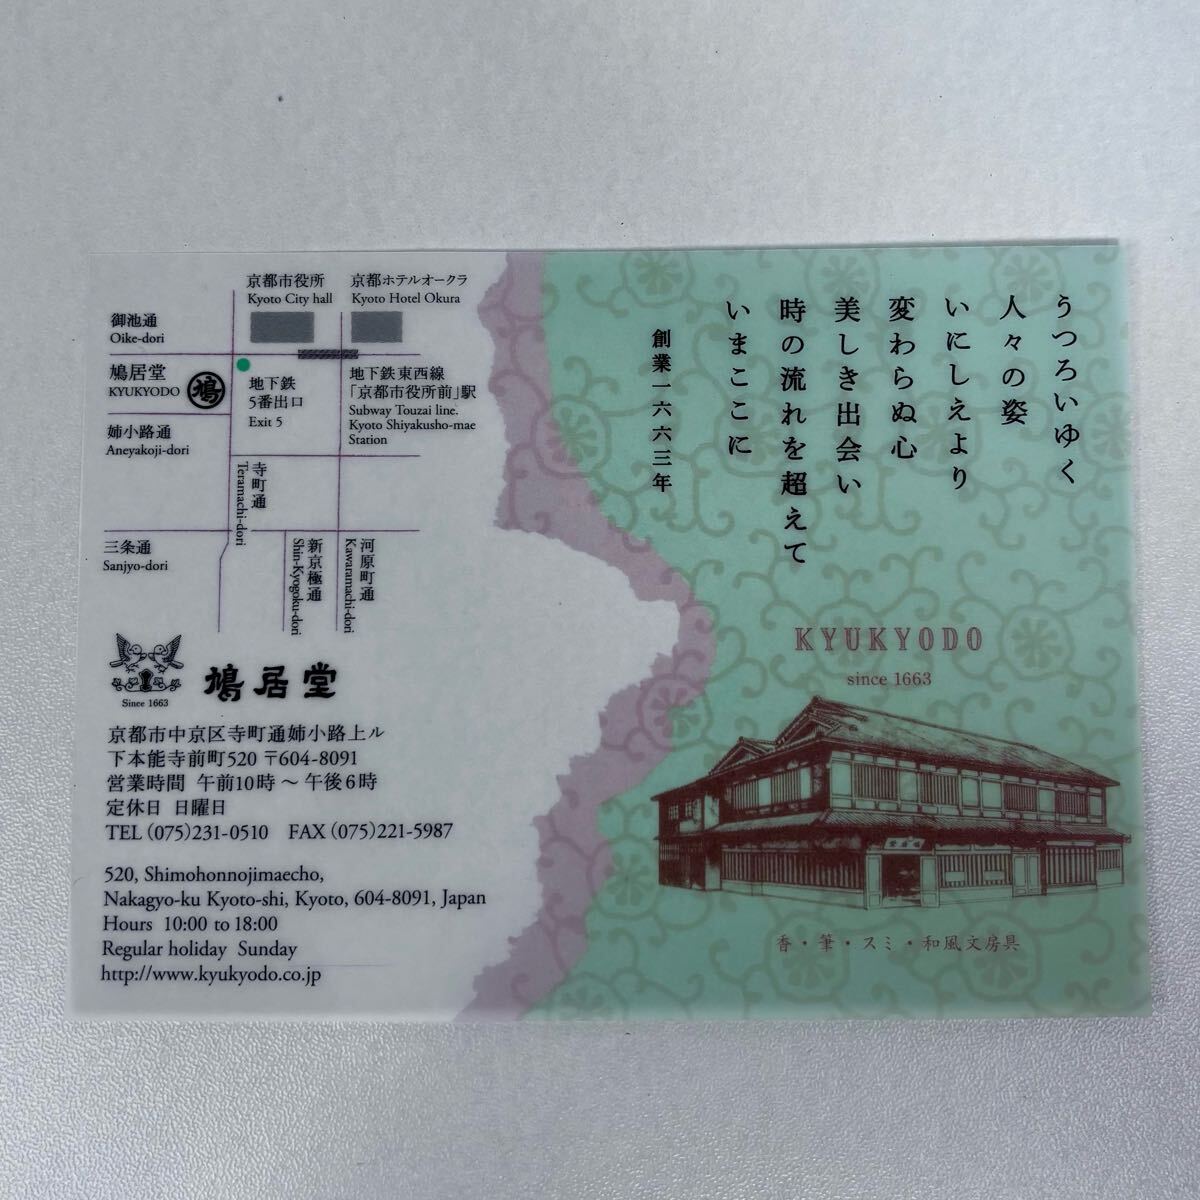 京都市役所
Kyoto City hall
京都ホテルオークラ
Kyoto Hotel Okura
御池通
Oike-dori
鳩居堂
KYUKYODO
鳩
地下鉄
5番出口
Exit 5
地下鉄東西線
「京都市役所前」駅
Subway Touzai line.
Kyoto Shiyakusho-mae
Station
姉小路通
Aneyakoji-dori
寺町通
Teramachi-dori
三条通
Sanjyo-dori
新京極通
Shin-Kyogoku-dori
河原町通
Kawaramachi-dori
Since 1663
鳩居堂
京都市中京区寺町通姉小路上ル
下本能寺前町520 〒604-8091
営業時間 午前10時 〜 午後6時
定休日 日曜日
TEL (075)231-0510 FAX (075)221-5987
520, Shimohonnojimaecho,
Nakagyo-ku Kyoto-shi, Kyoto, 604-8091, Japan
Hours 10:00 to 18:00
Regular holiday Sunday
http://www.kyukyodo.co.jp
うつろいゆく
人々の姿
いにしえより
変わらぬ心
美しき出会い
時の流れを超えて
いまここに
創業一六六三年
KYUKYODO
since 1663
堂居鳩
香・筆・スミ・和風文房具